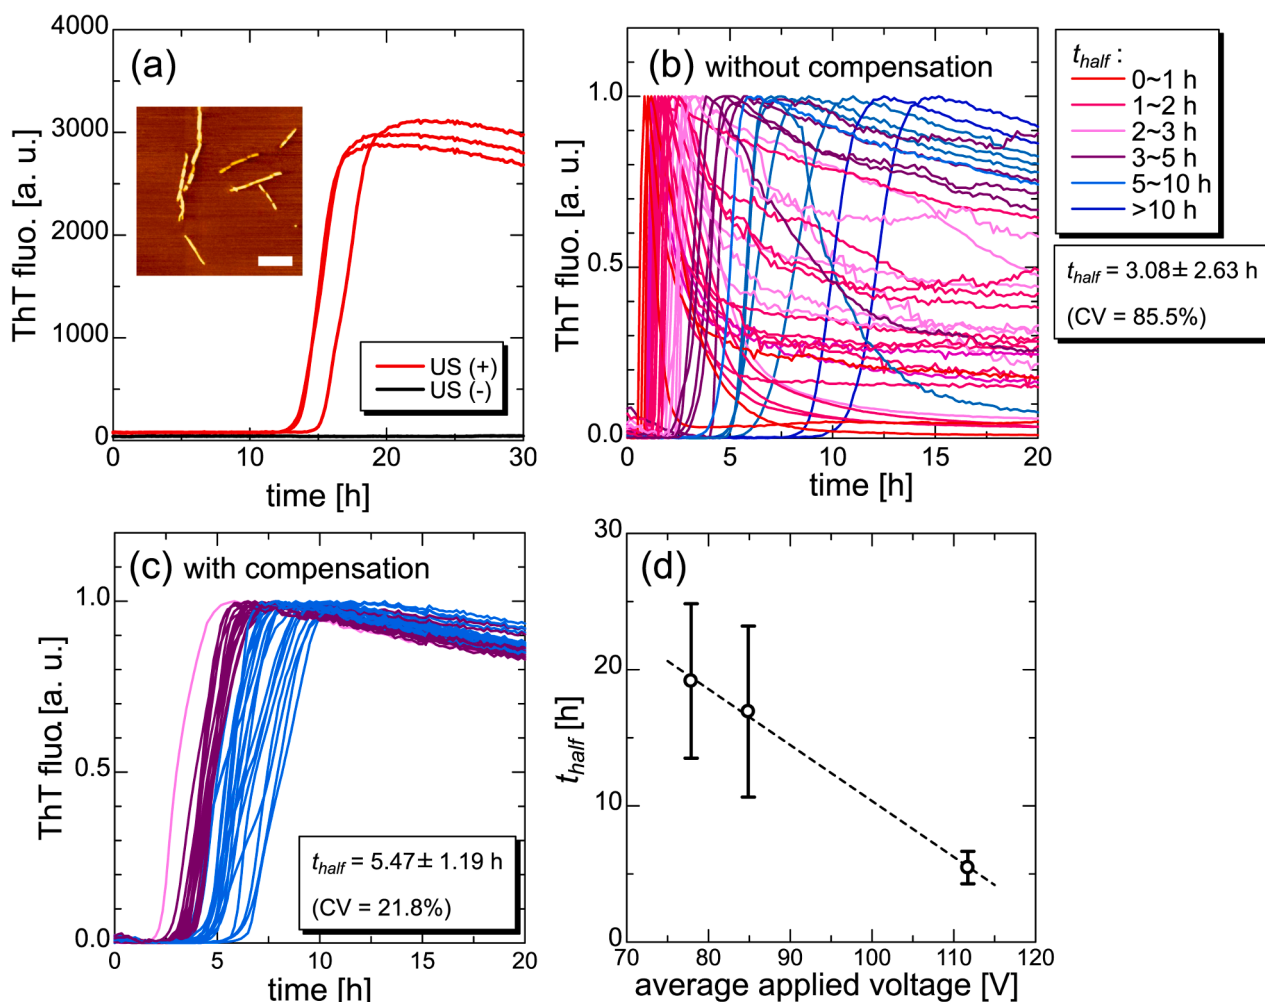 (a)
ThT fluo. [a. u.]
4000
3000
2000
1000
0
US (+)
US (-)
0 10 20 30
time [h]
(b) without compensation
ThT fluo. [a. u.]
1.0
0.5
0.0
0 5 10 15 20
time [h]
t_half :
0~1 h
1~2 h
2~3 h
3~5 h
5~10 h
>10 h
t_half = 3.08± 2.63 h
(CV = 85.5%)
(c) with compensation
ThT fluo. [a. u.]
1.0
0.5
0.0
t_half = 5.47± 1.19 h
(CV = 21.8%)
0 5 10 15 20
time [h]
(d)
t_half [h]
30
20
10
0
70 80 90 100 110 120
average applied voltage [V]